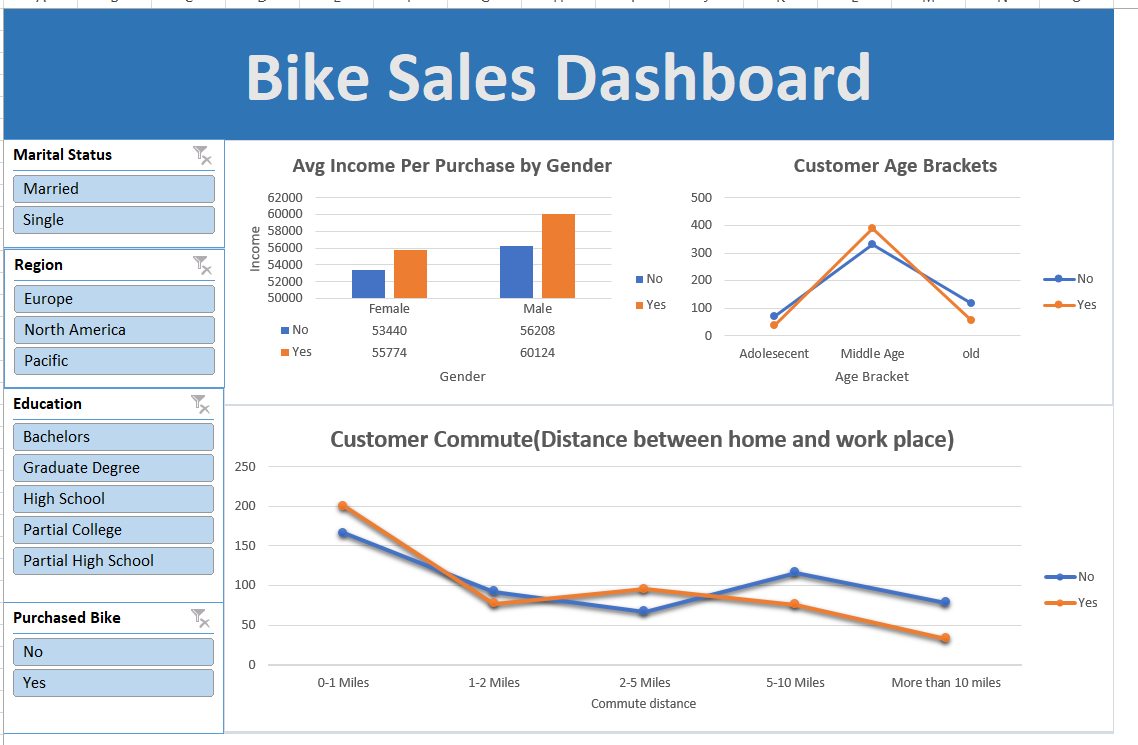 Bike Sales Dashboard
Marital Status
Married
Single
Region
Europe
North America
Pacific
Education
Bachelors
Graduate Degree
High School
Partial College
Partial High School
Purchased Bike
No
Yes
Avg Income Per Purchase by Gender
62000
60000
58000
56000
54000
52000
50000
Income
Female Male
No 53440 56208
Yes 55774 60124
Gender
No
Yes
Customer Age Brackets
500
400
300
200
100
0
Adolesecent Middle Age old
Age Bracket
No
Yes
Customer Commute(Distance between home and work place)
250
200
150
100
50
0
0-1 Miles 1-2 Miles 2-5 Miles 5-10 Miles More than 10 miles
Commute distance
No
Yes